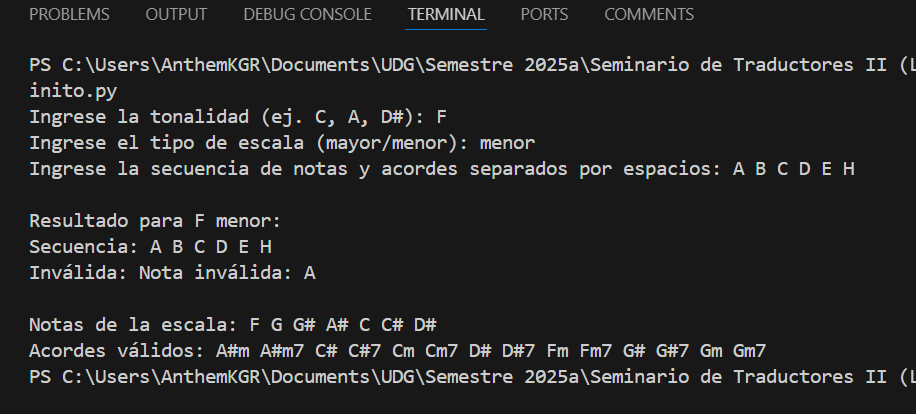 PROBLEMS OUTPUT DEBUG CONSOLE TERMINAL PORTS COMMENTS
PS C:\Users\AnthemKGR\Documents\UDG\Semestre 2025a\Seminario de Traductores II (L
inito.py
Ingrese la tonalidad (ej. C, A, D#): F
Ingrese el tipo de escala (mayor/menor): menor
Ingrese la secuencia de notas y acordes separados por espacios: A B C D E H
Resultado para F menor:
Secuencia: A B C D E H
Inválida: Nota inválida: A
Notas de la escala: F G G# A# C C# D#
Acordes válidos: A#m A#m7 C# C#7 Cm Cm7 D# D#7 Fm Fm7 G# G#7 Gm Gm7
PS C:\Users\AnthemKGR\Documents\UDG\Semestre 2025a\Seminario de Traductores II (L